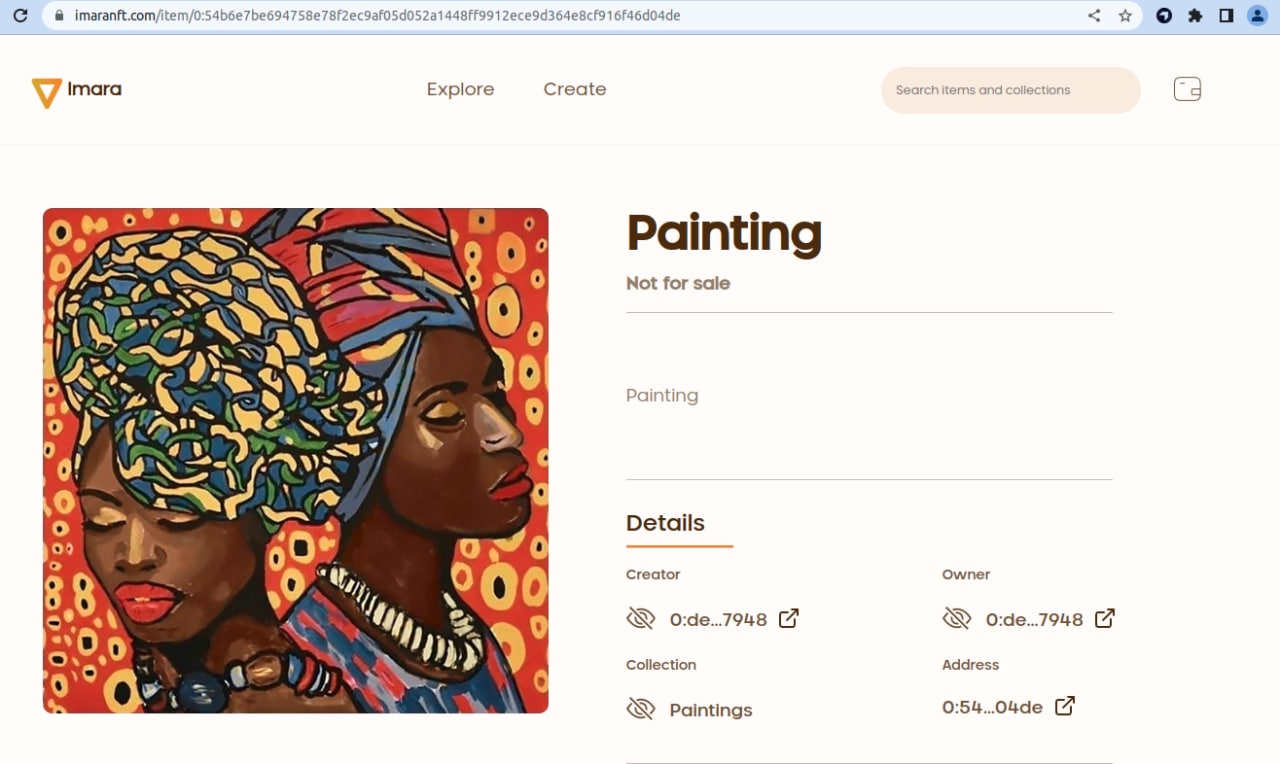 imaranft.com/item/0:54b6e7be694758e78f2ec9af05d052a1448ff9912ece9d364e8cf916f46d04de
Imara
Explore
Create
Search items and collections
Painting
Not for sale
Painting
Details
Creator
Owner
0:de...7948
0:de...7948
Collection
Address
Paintings
0:54...04de